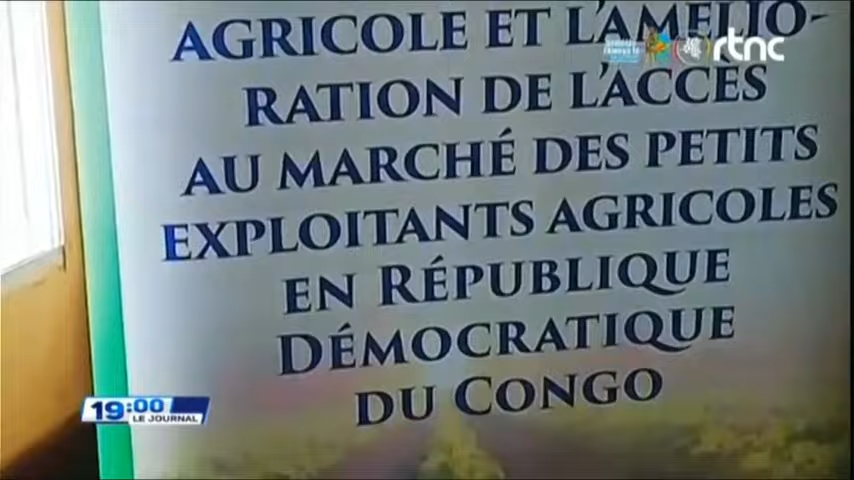 rtnc
AGRICOLE ET L'AMÉLIO-
RATION DE L'ACCÈS
AU MARCHÉ DES PETITS
EXPLOITANTS AGRICOLES
EN RÉPUBLIQUE
DÉMOCRATIQUE
DU CONGO
19:00
LE JOURNAL